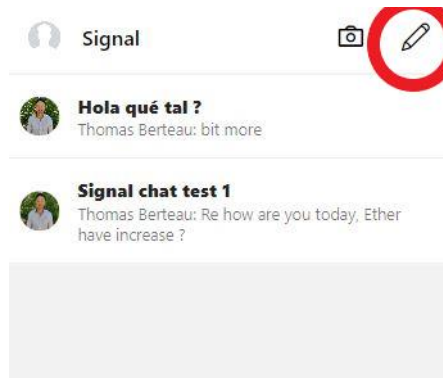 Signal
Hola qué tal ?
Thomas Berteau: bit more
Signal chat test 1
Thomas Berteau: Re how are you today, Ether
have increase ?